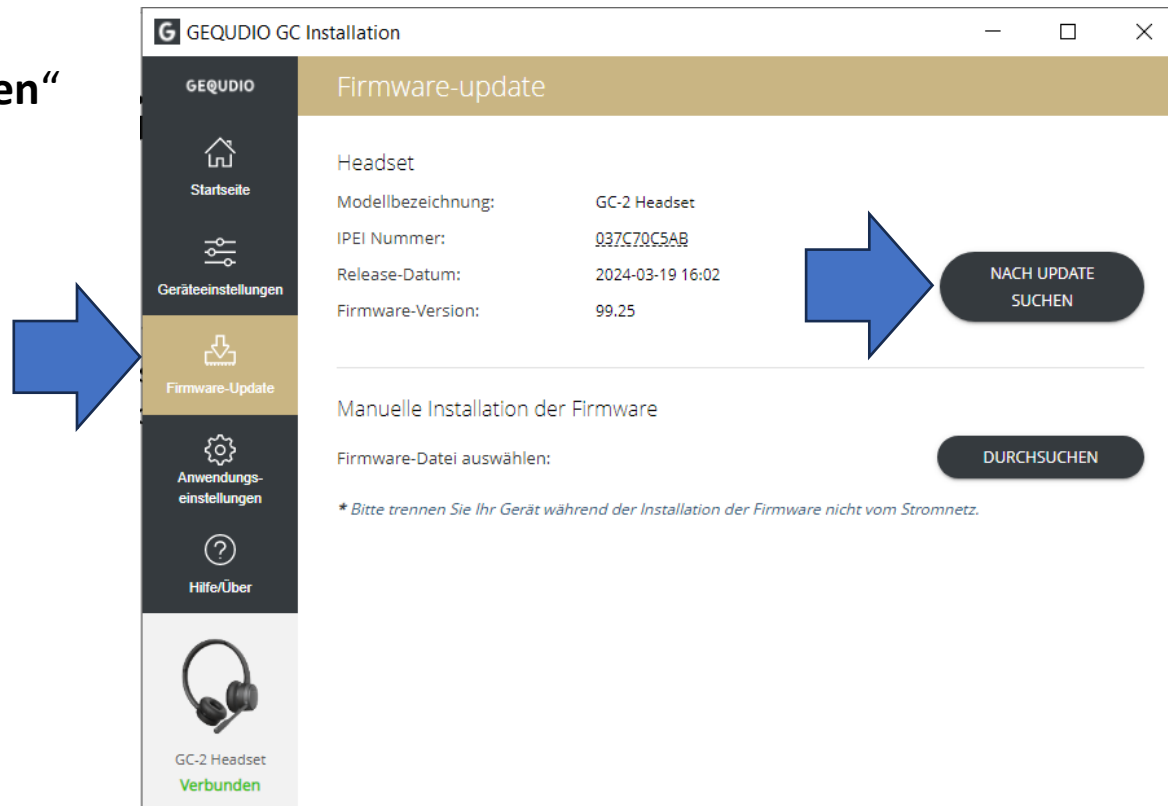 GEQUDIO GC Installation
en“
GEQUDIO
Firmware-update
Startseite
Geräteeinstellungen
Firmware-Update
Anwendungs-
einstellungen
Hilfe/Über
GC-2 Headset
Verbunden
Headset
Modellbezeichnung: GC-2 Headset
IPEI Nummer: 037C70C5AB
Release-Datum: 2024-03-19 16:02
Firmware-Version: 99.25
NACH UPDATE
SUCHEN
Manuelle Installation der Firmware
Firmware-Datei auswählen: DURCHSUCHEN
* Bitte trennen Sie Ihr Gerät während der Installation der Firmware nicht vom Stromnetz.